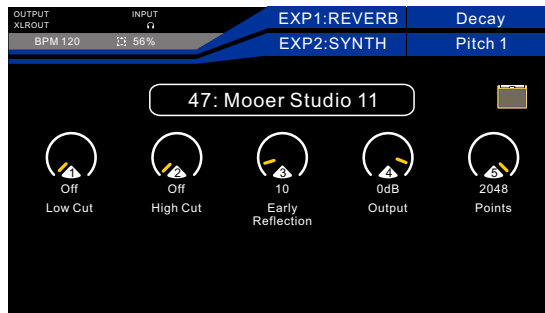 OUTPUT INPUT EXP1:REVERB Decay
XLROUT
BPM 120 56% EXP2:SYNTH Pitch 1
47: Mooer Studio 11
1 2 3 4 5
Off Off 10 0dB 2048
Low Cut High Cut Early Output Points
Reflection